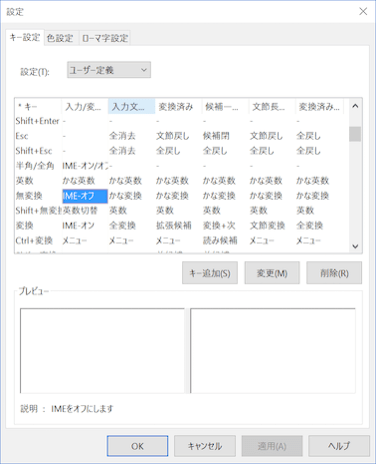 設定
キー設定 色設定 ローマ字設定
設定(T): ユーザー定義
* キー 入力/変... 入力文... 変換済み 候補一... 文節長... 変換済み...
Shift+Enter - - - - - -
Esc - 全消去 文節戻し 候補閉 文節戻し 全戻し
Shift+Esc - 全消去 全戻し 全戻し 全戻し 全戻し
半角/全角 IME-オン/オフ - - - - -
英数 かな英数 かな英数 かな英数 かな英数 かな英数 かな英数
無変換 IME-オフ かな変換 かな変換 かな変換 かな変換 かな変換
Shift+無変換 英数切替 英数 英数 英数 英数 英数
変換 IME-オン 全変換 拡張候補 変換+次 文節変換 全変換
Ctrl+変換 メニュー メニュー メニュー 読み候補 メニュー メニュー
キー追加(S) 変更(M) 削除(R)
プレビュー
説明 : IMEをオフにします
OK キャンセル 適用(A) ヘルプ